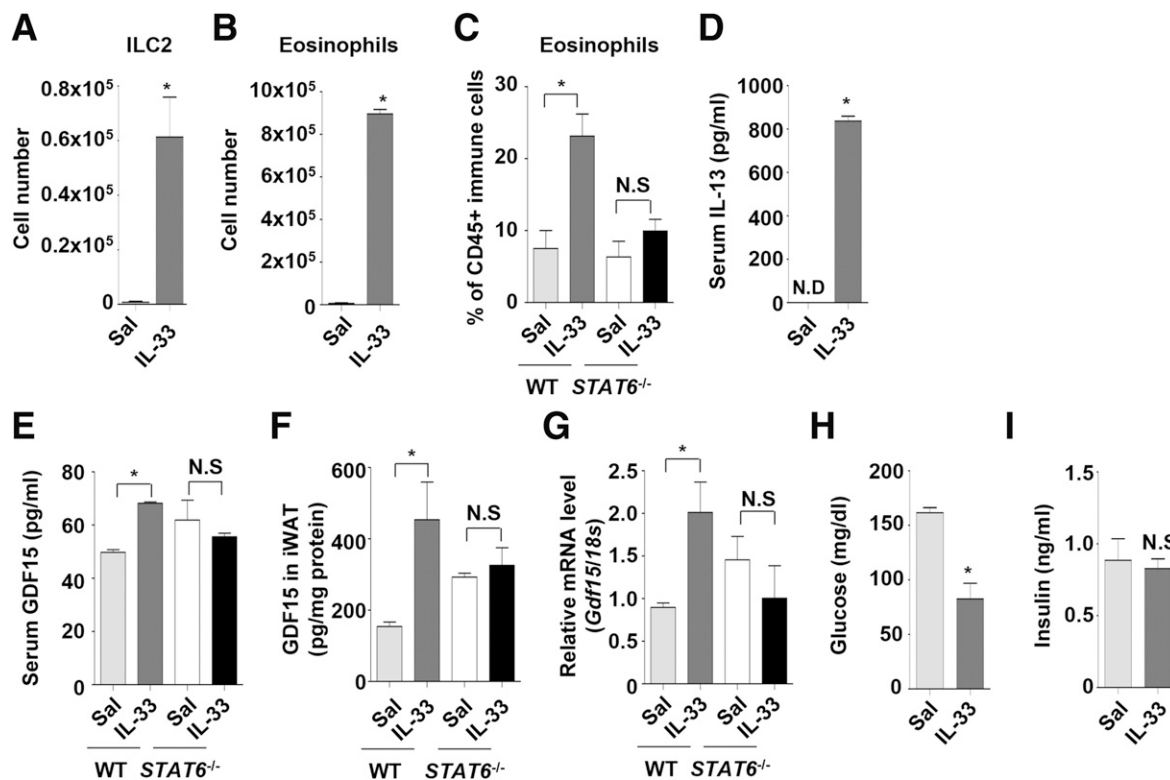 A
ILC2
Cell number
0.8x10⁵
0.6x10⁵
0.4x10⁵
0.2x10⁵
0
*
Sal
IL-33
B
Eosinophils
Cell number
10x10⁵
8x10⁵
6x10⁵
4x10⁵
2x10⁵
0
*
Sal
IL-33
C
Eosinophils
% of CD45+ immune cells
30
20
10
0
*
N.S
Sal
IL-33
Sal
IL-33
WT
STAT6⁻/⁻
D
Serum IL-13 (pg/ml)
1000
800
600
400
200
0
N.D
*
Sal
IL-33
E
Serum GDF15 (pg/ml)
80
60
40
20
0
*
N.S
Sal
IL-33
Sal
IL-33
WT
STAT6⁻/⁻
F
GDF15 in iWAT
(pg/mg protein)
600
400
200
0
*
N.S
Sal
IL-33
Sal
IL-33
WT
STAT6⁻/⁻
G
Relative mRNA level
(Gdf15/18s)
2.5
2.0
1.5
1.0
0.5
0
*
N.S
Sal
IL-33
Sal
IL-33
WT
STAT6⁻/⁻
H
Glucose (mg/dl)
200
150
100
50
0
*
Sal
IL-33
I
Insulin (ng/ml)
1.5
1.0
0.5
0
N.S
Sal
IL-33